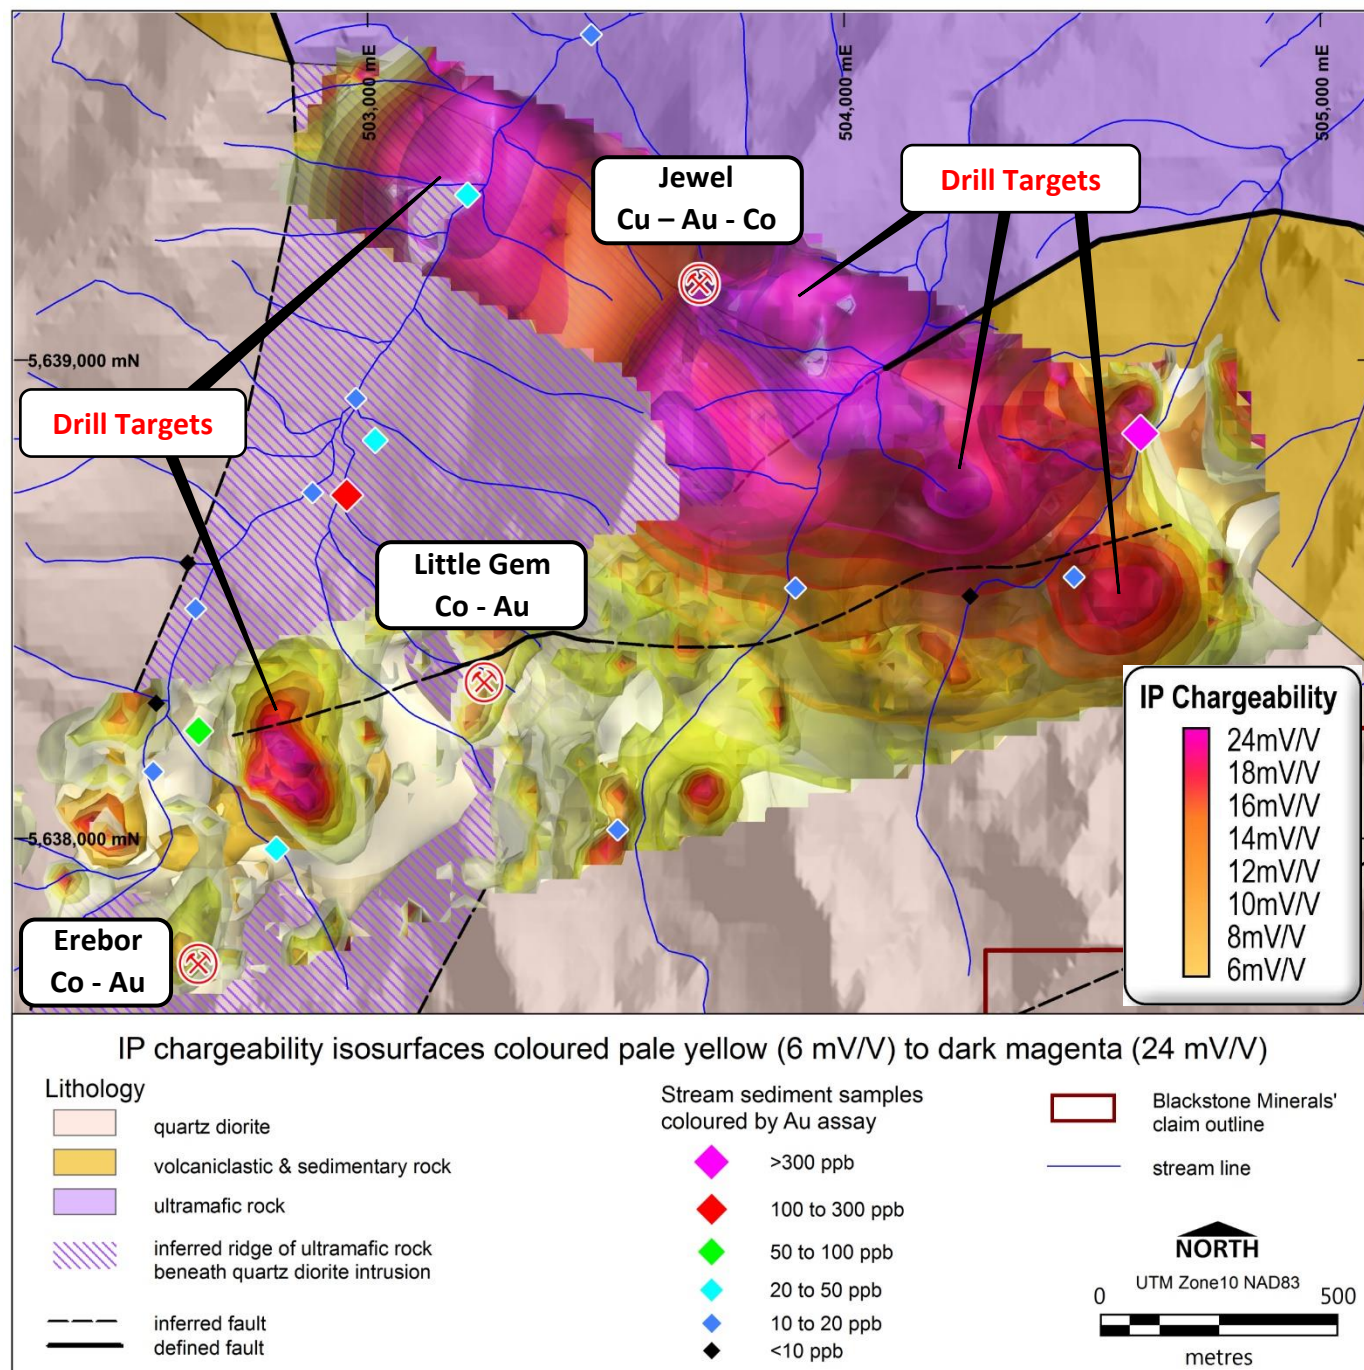 503,000 mE
504,000 mE
505,000 mE
Jewel
Cu – Au - Co
Drill Targets
5,639,000 mN
Drill Targets
Little Gem
Co - Au
IP Chargeability
24mV/V
18mV/V
16mV/V
14mV/V
12mV/V
10mV/V
8mV/V
6mV/V
5,638,000 mN
Erebor
Co - Au
IP chargeability isosurfaces coloured pale yellow (6 mV/V) to dark magenta (24 mV/V)
Lithology
quartz diorite
volcaniclastic & sedimentary rock
ultramafic rock
inferred ridge of ultramafic rock
beneath quartz diorite intrusion
inferred fault
defined fault
Stream sediment samples
coloured by Au assay
>300 ppb
100 to 300 ppb
50 to 100 ppb
20 to 50 ppb
10 to 20 ppb
<10 ppb
Blackstone Minerals'
claim outline
stream line
NORTH
UTM Zone10 NAD83
0 500
metres